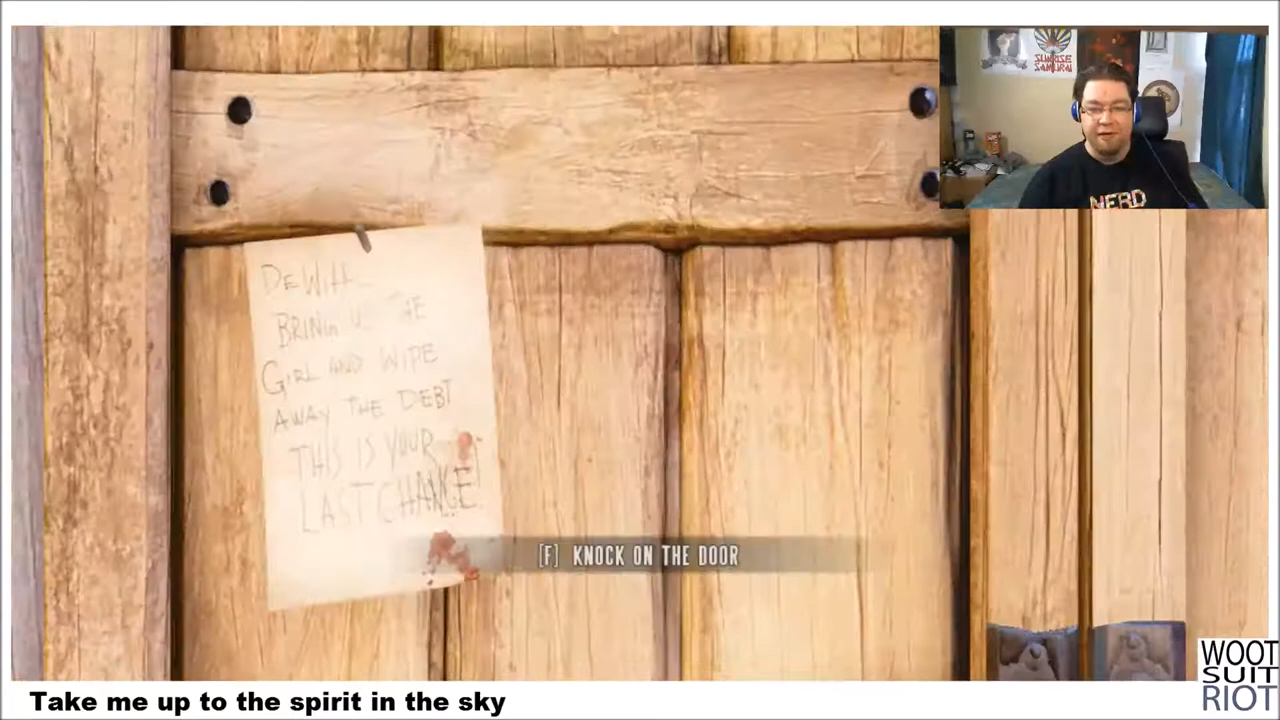 SUNRISE
SAMURAI
NERD
DEWITT
BRING US THE
GIRL AND WIPE
AWAY THE DEBT
THIS IS YOUR
LAST CHANCE!
[F] KNOCK ON THE DOOR
WOOT
SUIT
RIOT
Take me up to the spirit in the sky